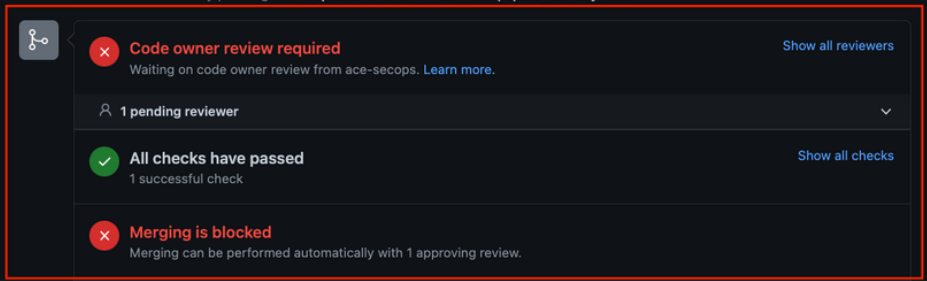 Code owner review required
Show all reviewers
Waiting on code owner review from ace-secops. Learn more.
1 pending reviewer
All checks have passed
Show all checks
1 successful check
Merging is blocked
Merging can be performed automatically with 1 approving review.